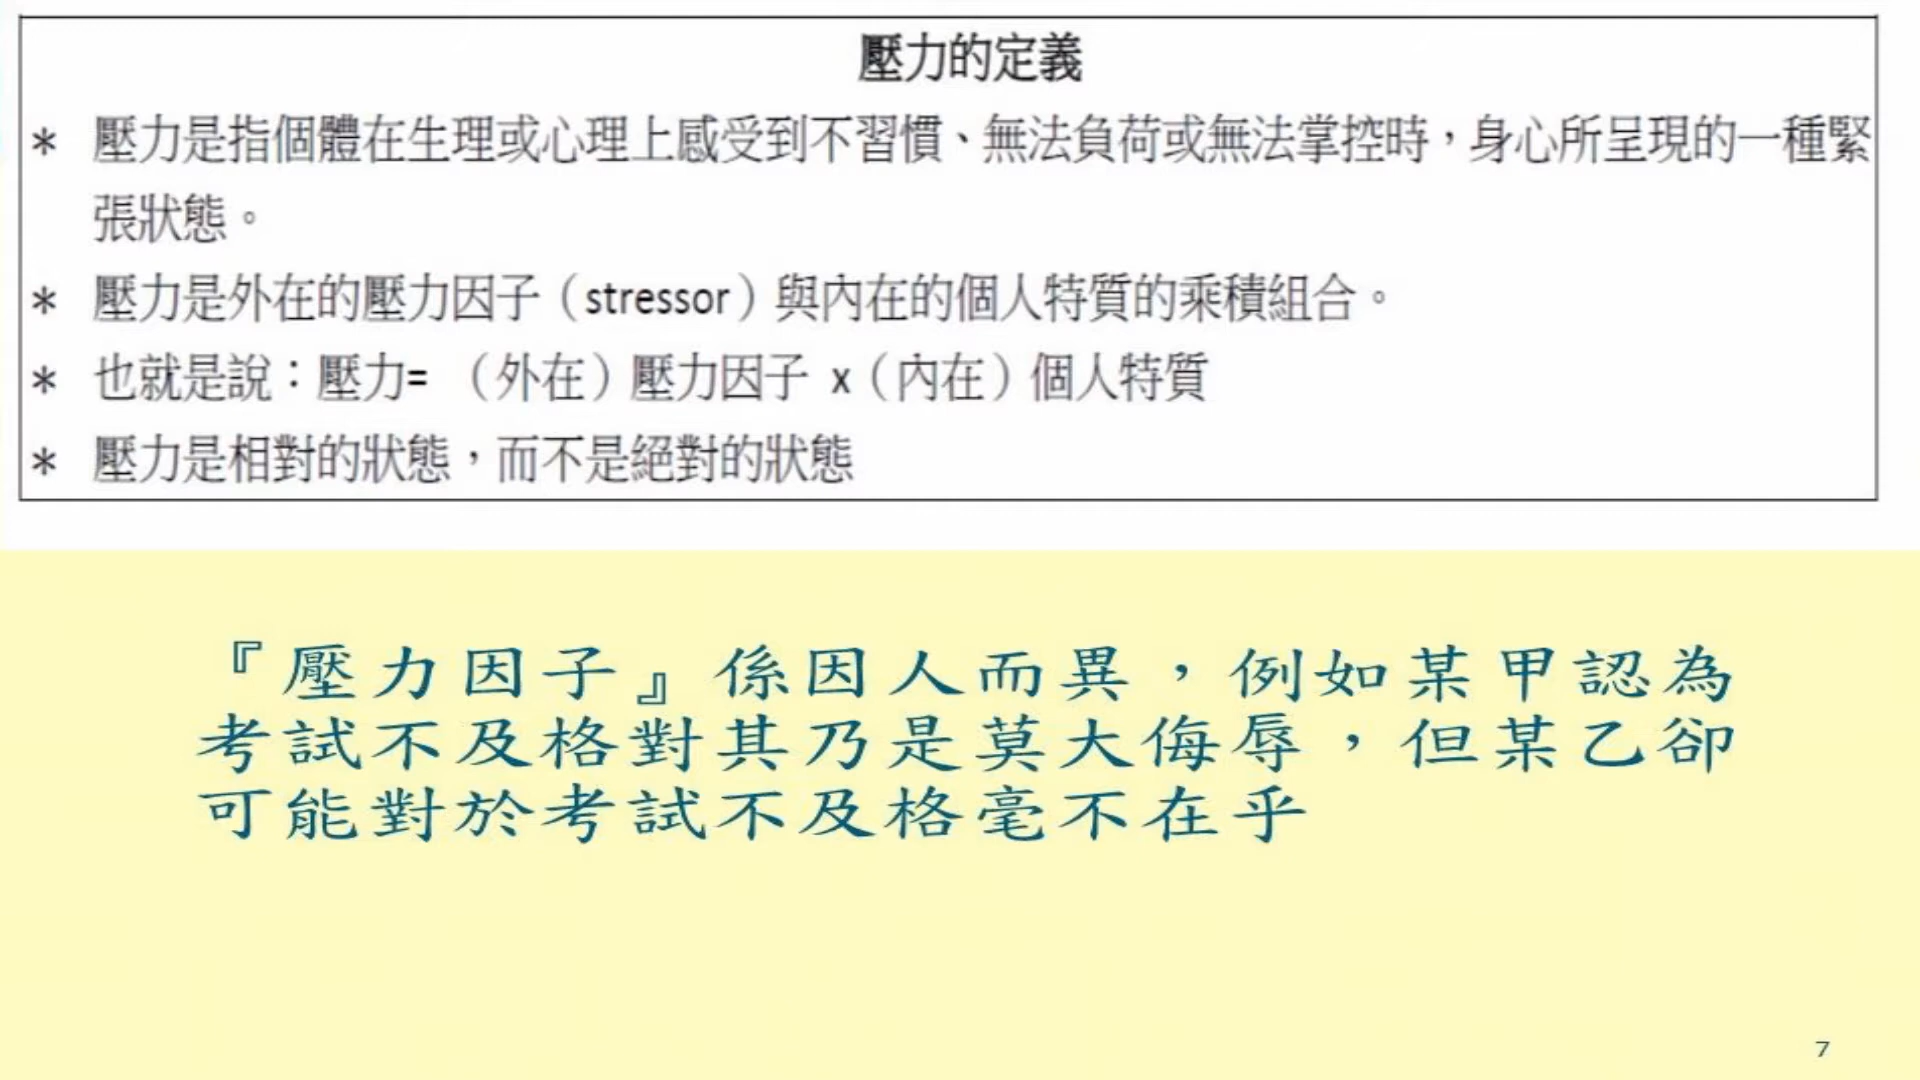 壓力的定義
* 壓力是指個體在生理或心理上感受到不習慣、無法負荷或無法掌控時，身心所呈現的一種緊
張狀態。
* 壓力是外在的壓力因子（stressor）與內在的個人特質的乘積組合。
* 也就是說：壓力= （外在）壓力因子 x（內在）個人特質
* 壓力是相對的狀態，而不是絕對的狀態
『壓力因子』係因人而異，例如某甲認為
考試不及格對其乃是莫大侮辱，但某乙卻
可能對於考試不及格毫不在乎
7